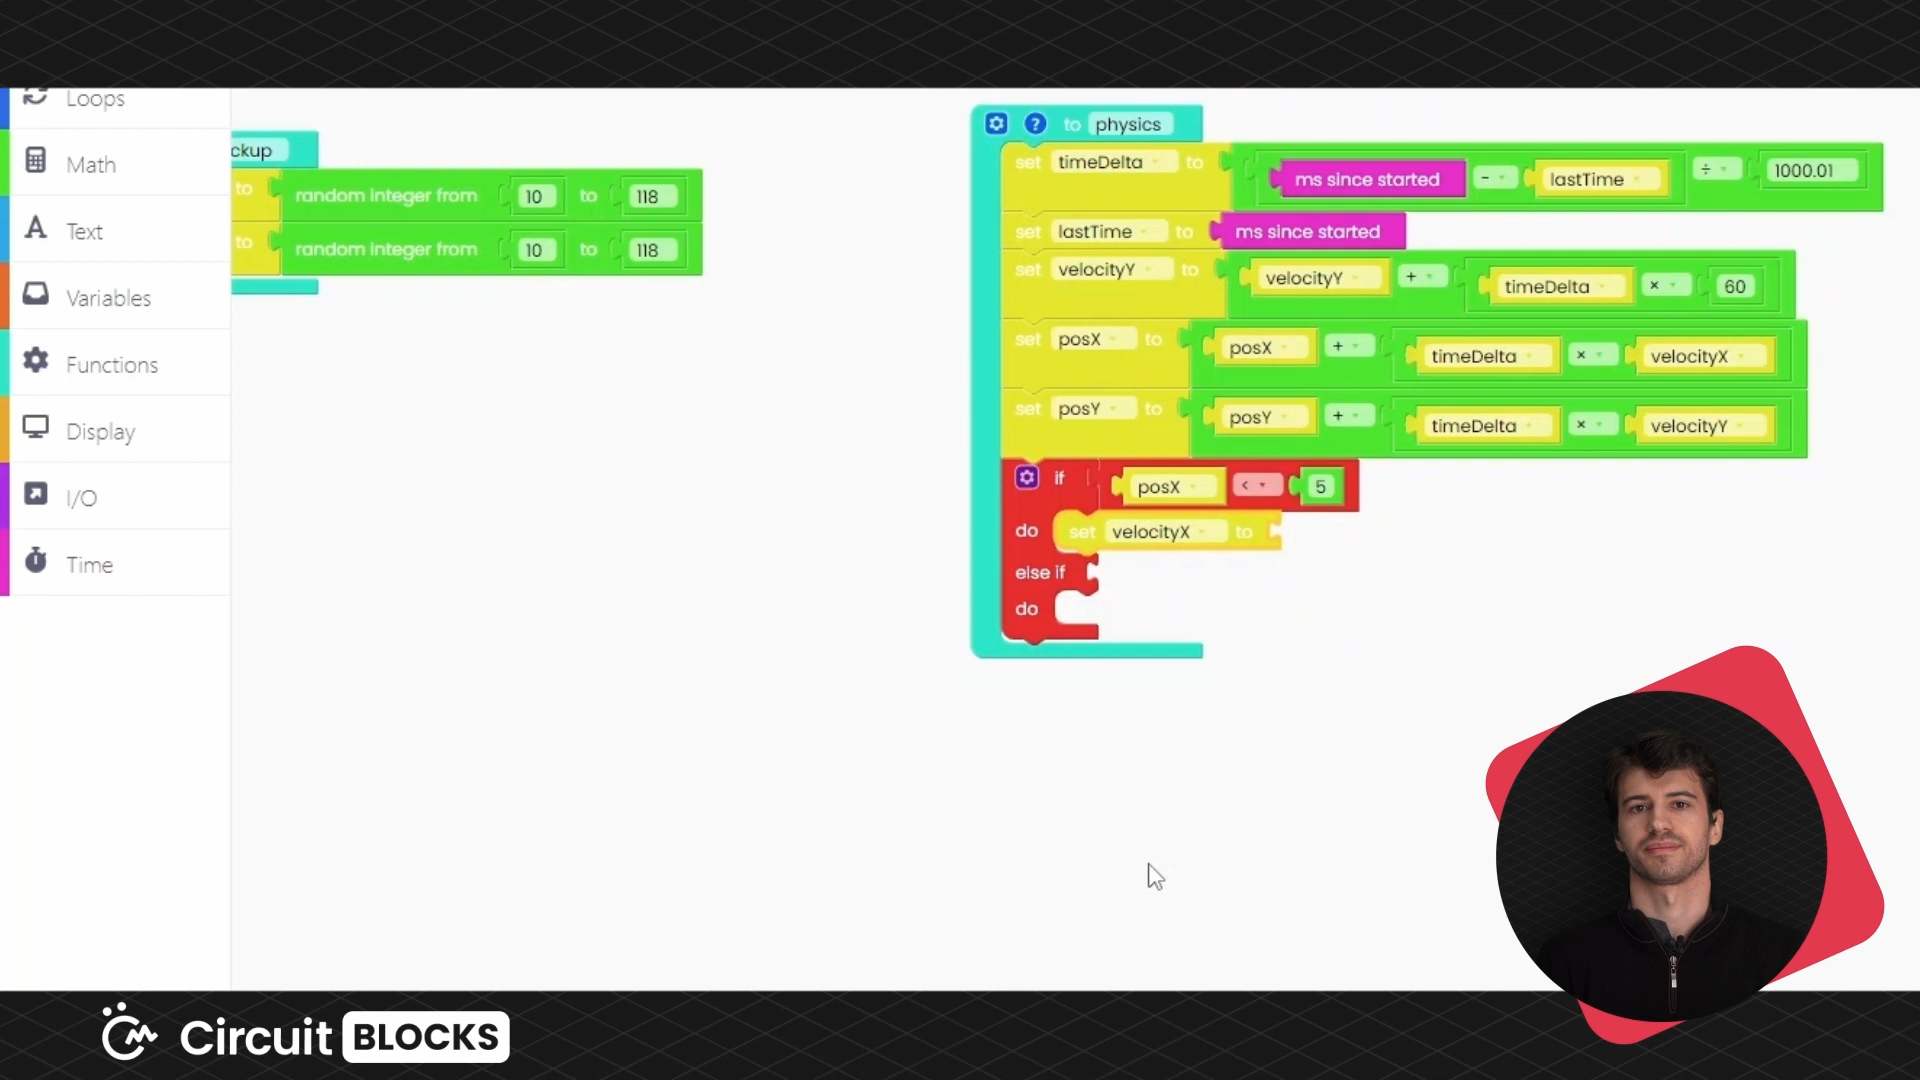 Loops
Math
Text
Variables
Functions
Display
I/O
Time
ckup
to random integer from 10 to 118
to random integer from 10 to 118
? to physics
set timeDelta to ms since started - lastTime ÷ 1000.01
set lastTime to ms since started
set velocityY to velocityY + timeDelta × 60
set posX to posX + timeDelta × velocityX
set posY to posY + timeDelta × velocityY
if posX < 5
do set velocityX to
else if
do
Circuit BLOCKS